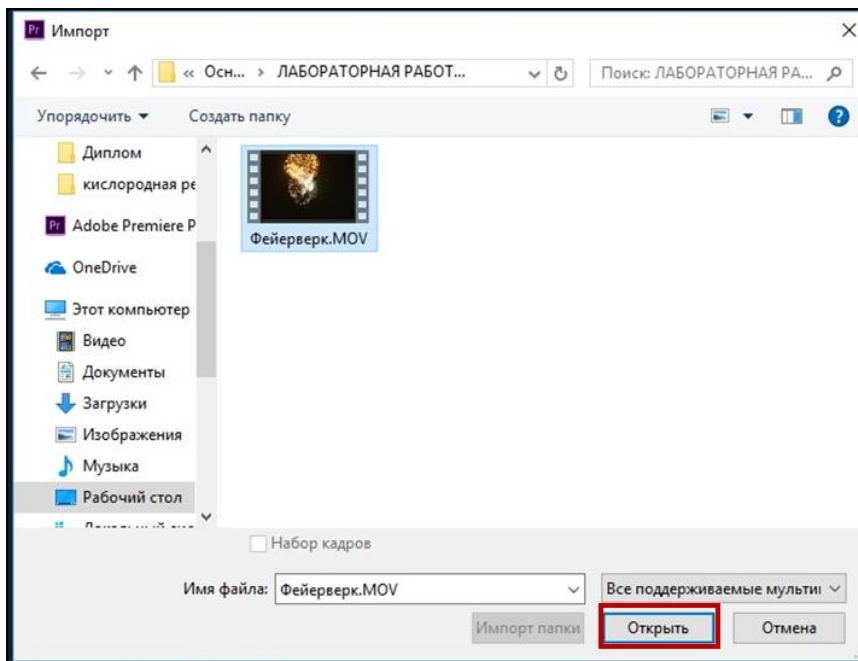 Импорт
« Осн... › ЛАБОРАТОРНАЯ РАБОТ...
Поиск: ЛАБОРАТОРНАЯ РА...
Упорядочить
Создать папку
Диплом
кислородная ре
Adobe Premiere P
OneDrive
Этот компьютер
Видео
Документы
Загрузки
Изображения
Музыка
Рабочий стол
Фейерверк.MOV
Набор кадров
Имя файла: Фейерверк.MOV
Все поддерживаемые мульти
Импорт папки
Открыть
Отмена